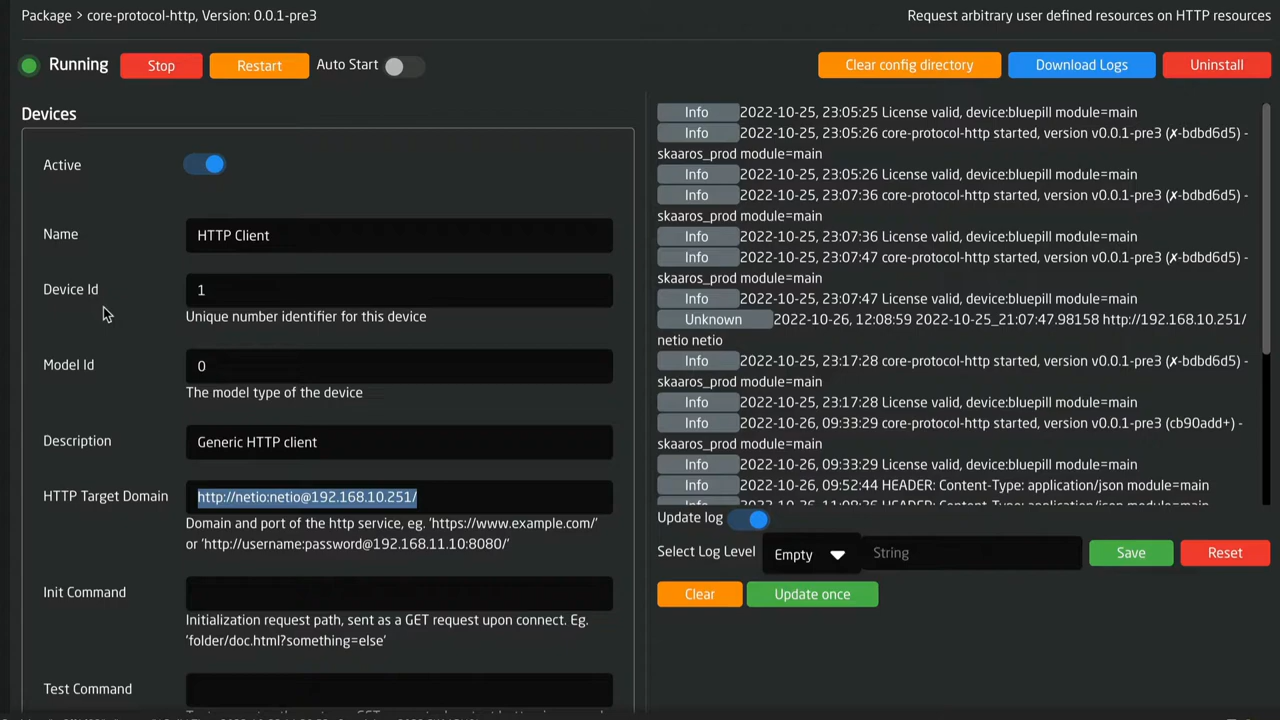 Package > core-protocol-http, Version: 0.0.1-pre3
Request arbitrary user defined resources on HTTP resources
Running
Stop
Restart
Auto Start
Clear config directory
Download Logs
Uninstall
Devices
Active
Name
HTTP Client
Device Id
1
Unique number identifier for this device
Model Id
0
The model type of the device
Description
Generic HTTP client
HTTP Target Domain
http://netio:netio@192.168.10.251/
Domain and port of the http service, eg. 'https://www.example.com/'
or 'http://username:password@192.168.11.10:8080/'
Init Command
Initialization request path, sent as a GET request upon connect. Eg.
'folder/doc.html?something=else'
Test Command
Info 2022-10-25, 23:05:25 License valid, device:bluepill module=main
Info 2022-10-25, 23:05:26 core-protocol-http started, version v0.0.1-pre3 (✗-bdbd6d5) -
skaaros_prod module=main
Info 2022-10-25, 23:05:26 License valid, device:bluepill module=main
Info 2022-10-25, 23:07:36 core-protocol-http started, version v0.0.1-pre3 (✗-bdbd6d5) -
skaaros_prod module=main
Info 2022-10-25, 23:07:36 License valid, device:bluepill module=main
Info 2022-10-25, 23:07:47 core-protocol-http started, version v0.0.1-pre3 (✗-bdbd6d5) -
skaaros_prod module=main
Info 2022-10-25, 23:07:47 License valid, device:bluepill module=main
Unknown 2022-10-26, 12:08:59 2022-10-25_21:07:47.98158 http://192.168.10.251/
netio netio
Info 2022-10-25, 23:17:28 core-protocol-http started, version v0.0.1-pre3 (✗-bdbd6d5) -
skaaros_prod module=main
Info 2022-10-25, 23:17:28 License valid, device:bluepill module=main
Info 2022-10-26, 09:33:29 core-protocol-http started, version v0.0.1-pre3 (cb90add+) -
skaaros_prod module=main
Info 2022-10-26, 09:33:29 License valid, device:bluepill module=main
Info 2022-10-26, 09:52:44 HEADER: Content-Type: application/json module=main
Update log
Select Log Level
Empty
String
Save
Reset
Clear
Update once